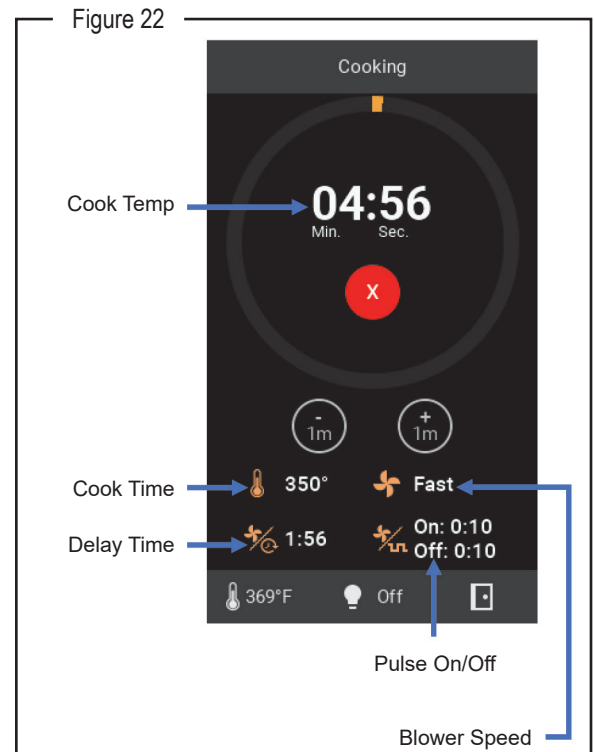 Figure 22
Cooking
Cook Temp
04:56
Min. Sec.
X
- 1m
+ 1m
Cook Time
350°
Fast
Delay Time
1:56
On: 0:10
Off: 0:10
369°F
Off
Pulse On/Off
Blower Speed